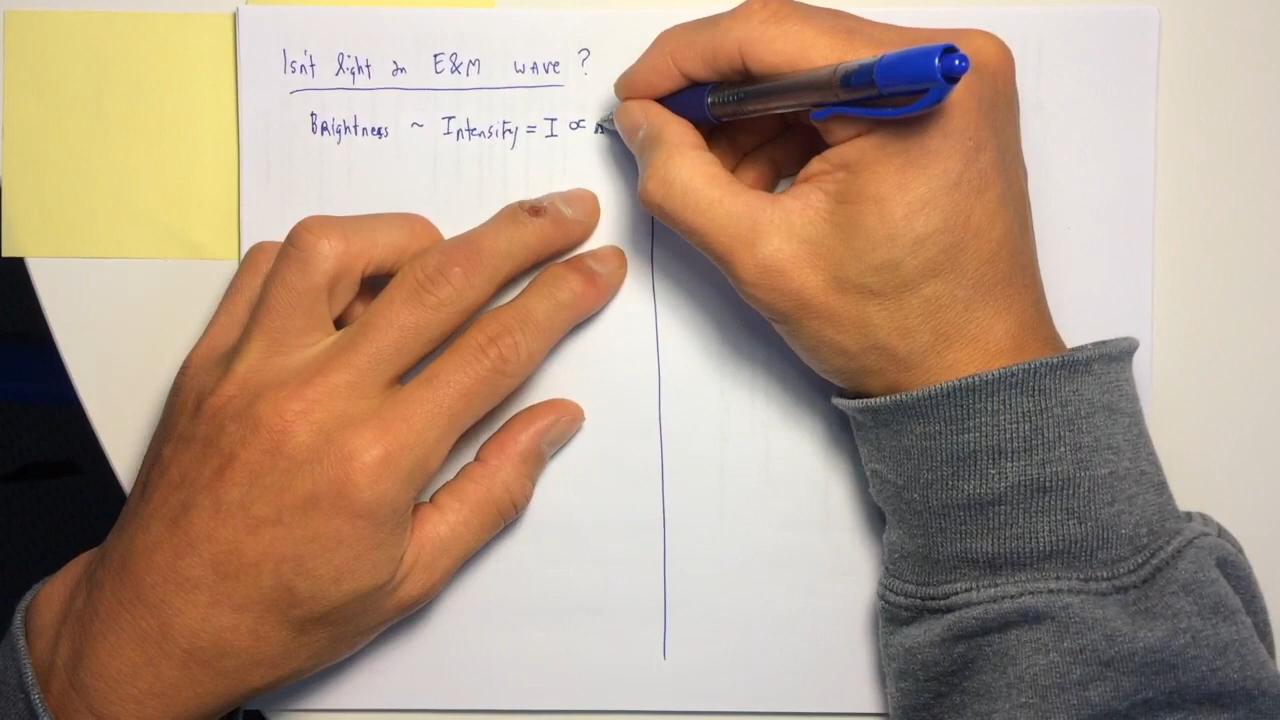 Isn't light an E&M wave?
Brightness ~ Intensity = I ∝